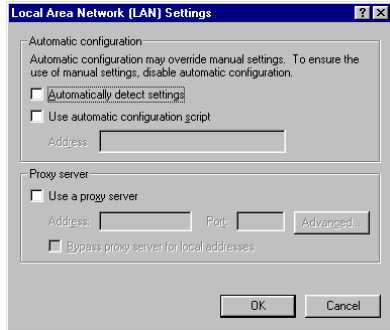 Local Area Network (LAN) Settings
Automatic configuration
Automatic configuration may override manual settings. To ensure the
use of manual settings, disable automatic configuration.
Automatically detect settings
Use automatic configuration script
Address
Proxy server
Use a proxy server
Address: Port: Advanced...
Bypass proxy server for local addresses
OK Cancel